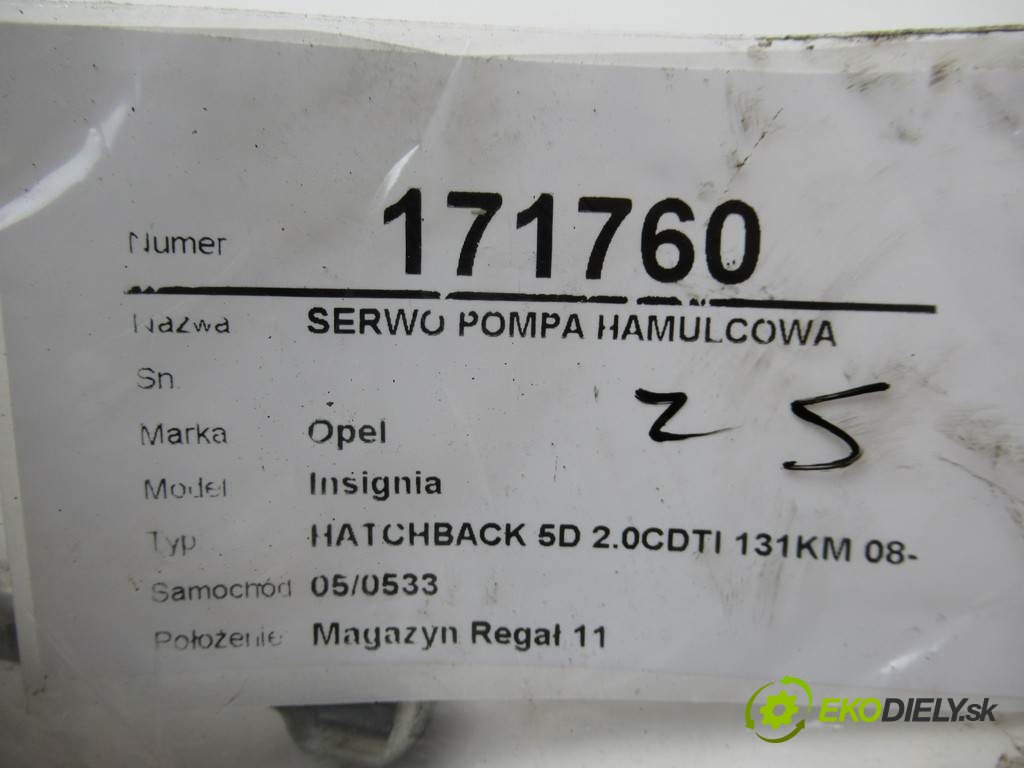 Numer 171760
Nazwa SERWO POMPA HAMULCOWA
Sn.
25
Marka Opel
Model Insignia
Typ HATCHBACK 5D 2.0CDTI 131KM 08-
Samochód 05/0533
Położenie Magazyn Regał 11
EKODIELY.sk